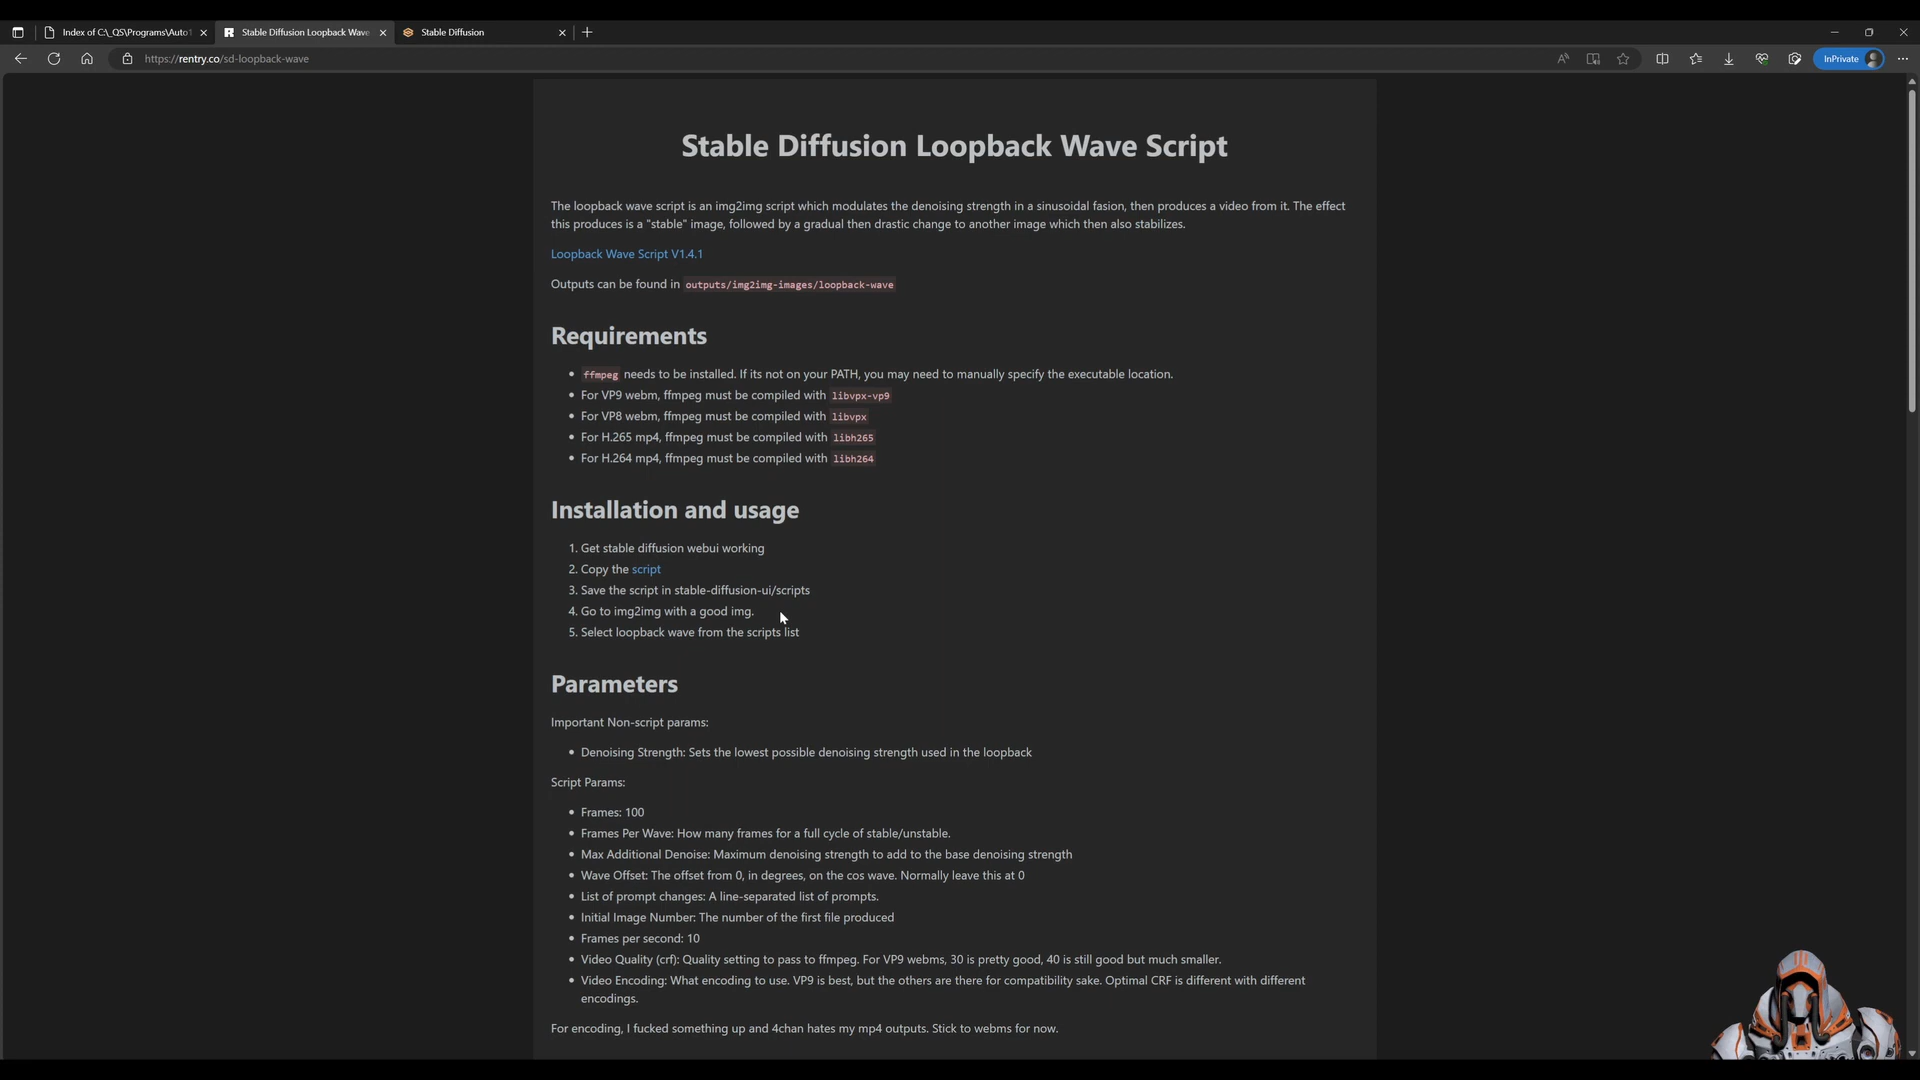 Index of C:\_QS\Programs\Auto1
Stable Diffusion Loopback Wave
Stable Diffusion
https://rentry.co/sd-loopback-wave
InPrivate
Stable Diffusion Loopback Wave Script
The loopback wave script is an img2img script which modulates the denoising strength in a sinusoidal fasion, then produces a video from it. The effect
this produces is a "stable" image, followed by a gradual then drastic change to another image which then also stabilizes.
Loopback Wave Script V1.4.1
Outputs can be found in outputs/img2img-images/loopback-wave
Requirements
• ffmpeg needs to be installed. If its not on your PATH, you may need to manually specify the executable location.
• For VP9 webm, ffmpeg must be compiled with libvpx-vp9
• For VP8 webm, ffmpeg must be compiled with libvpx
• For H.265 mp4, ffmpeg must be compiled with libh265
• For H.264 mp4, ffmpeg must be compiled with libh264
Installation and usage
1. Get stable diffusion webui working
2. Copy the script
3. Save the script in stable-diffusion-ui/scripts
4. Go to img2img with a good img.
5. Select loopback wave from the scripts list
Parameters
Important Non-script params:
• Denoising Strength: Sets the lowest possible denoising strength used in the loopback
Script Params:
• Frames: 100
• Frames Per Wave: How many frames for a full cycle of stable/unstable.
• Max Additional Denoise: Maximum denoising strength to add to the base denoising strength
• Wave Offset: The offset from 0, in degrees, on the cos wave. Normally leave this at 0
• List of prompt changes: A line-separated list of prompts.
• Initial Image Number: The number of the first file produced
• Frames per second: 10
• Video Quality (crf): Quality setting to pass to ffmpeg. For VP9 webms, 30 is pretty good, 40 is still good but much smaller.
• Video Encoding: What encoding to use. VP9 is best, but the others are there for compatibility sake. Optimal CRF is different with different
encodings.
For encoding, I fucked something up and 4chan hates my mp4 outputs. Stick to webms for now.